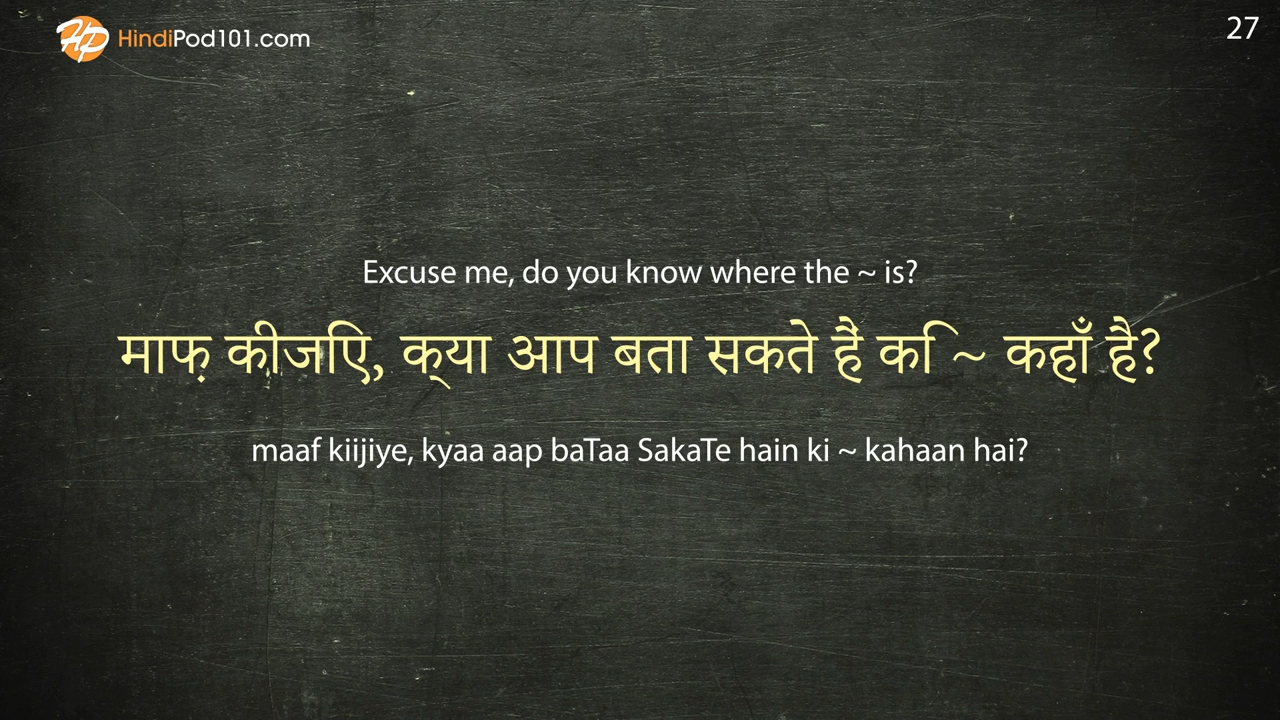 HP HindiPod101.com
27
Excuse me, do you know where the ~ is?
माफ़ कीजिए, क्या आप बता सकते हैं कि ~ कहाँ है?
maaf kiijiye, kyaa aap baTaa SakaTe hain ki ~ kahaan hai?